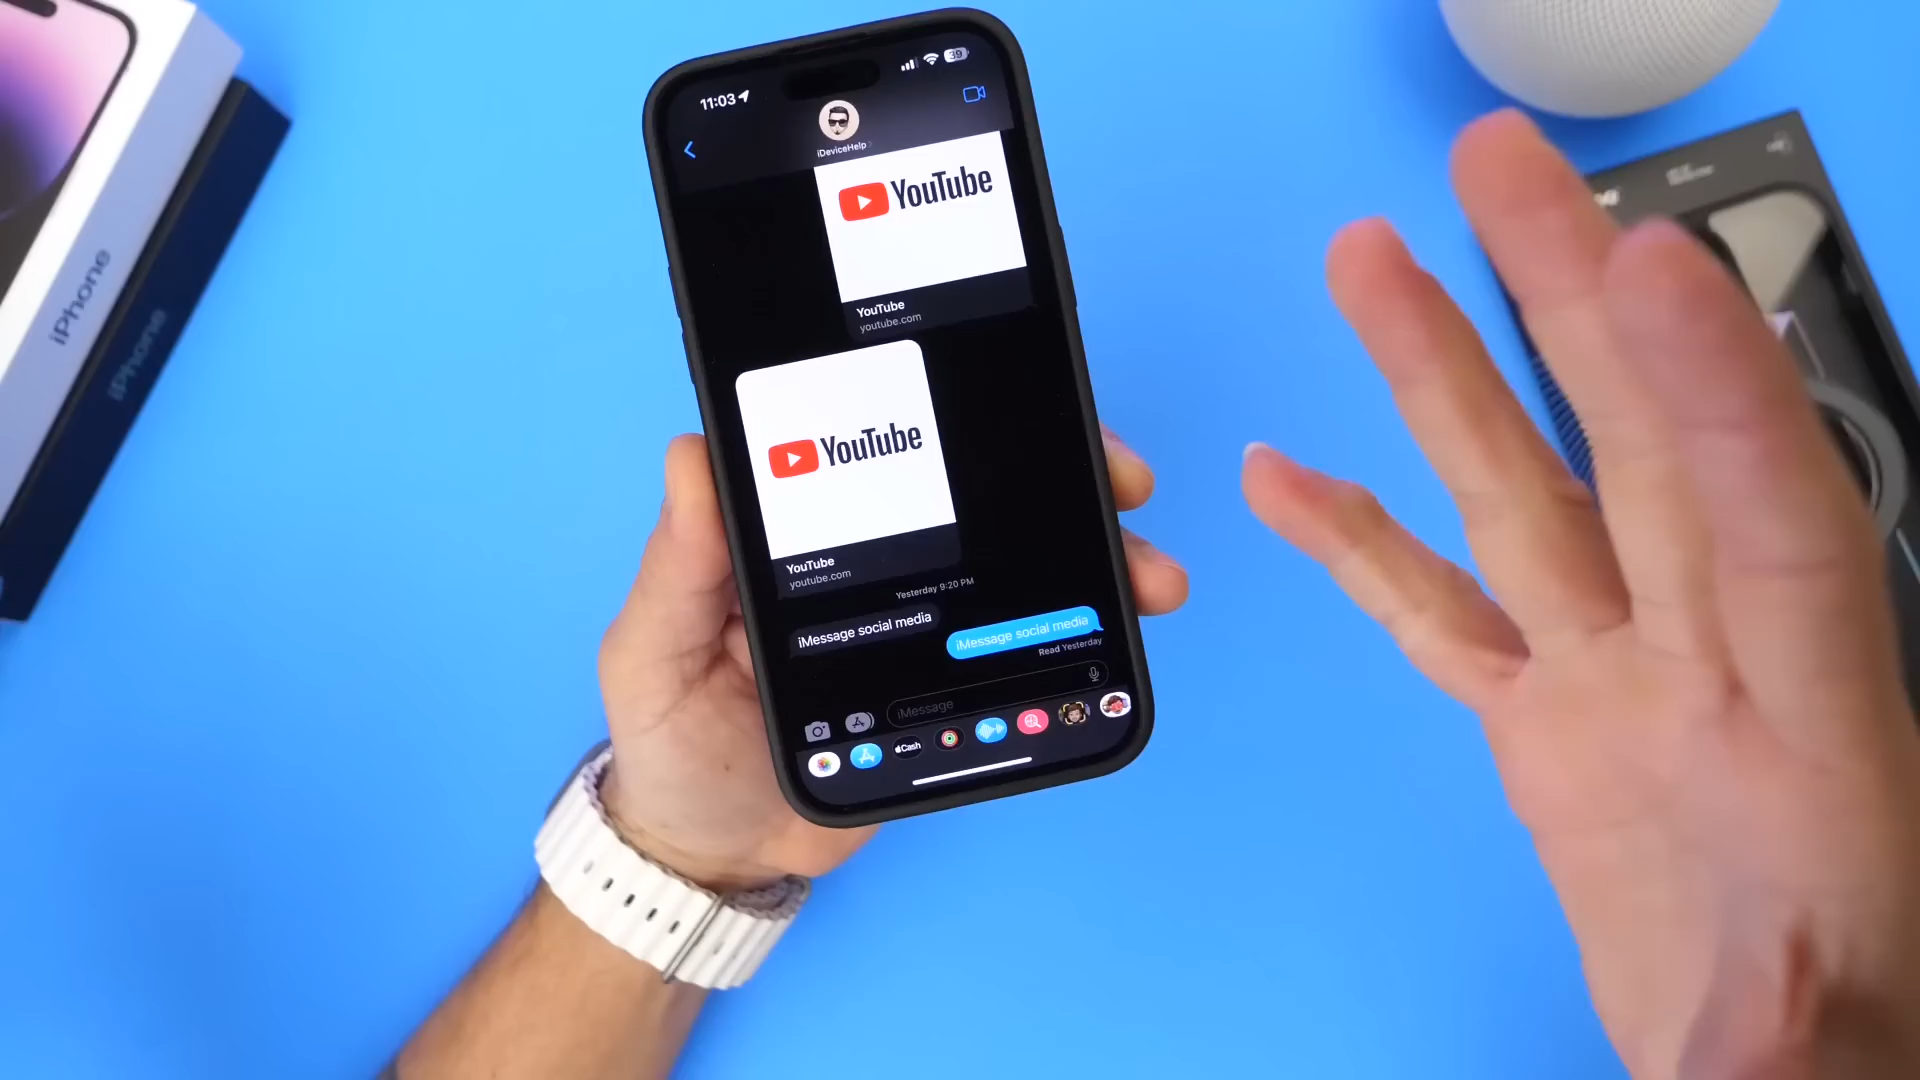 iPhone
iPhone
11:03
39
iDeviceHelp
YouTube
YouTube
youtube.com
YouTube
YouTube
youtube.com
Yesterday 9:20 PM
iMessage social media
iMessage social media
Read Yesterday
iMessage
Cash